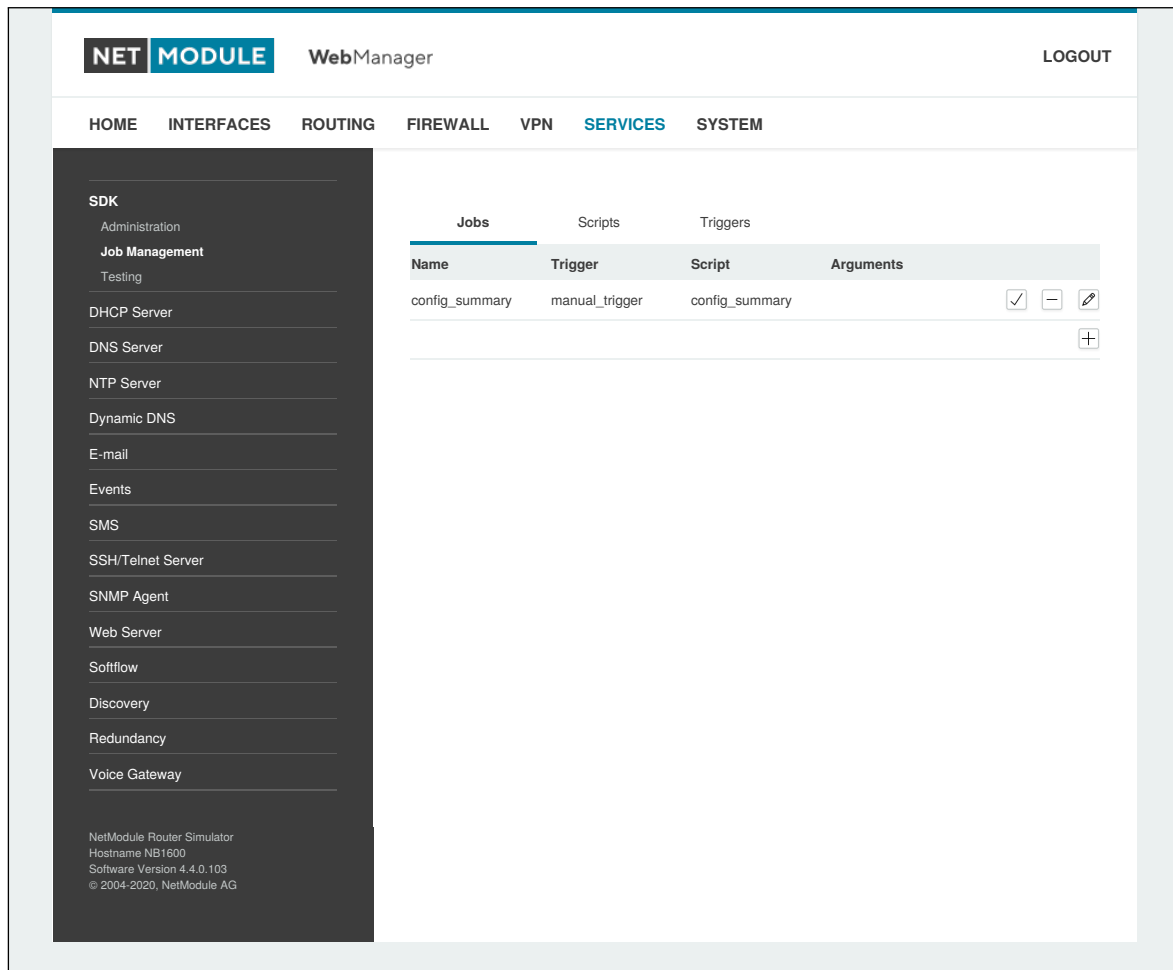 NET MODULE WebManager LOGOUT
HOME INTERFACES ROUTING FIREWALL VPN SERVICES SYSTEM
SDK
Administration
Job Management
Testing
DHCP Server
DNS Server
NTP Server
Dynamic DNS
E-mail
Events
SMS
SSH/Telnet Server
SNMP Agent
Web Server
Softflow
Discovery
Redundancy
Voice Gateway
NetModule Router Simulator
Hostname NB1600
Software Version 4.4.0.103
© 2004-2020, NetModule AG
Jobs Scripts Triggers
Name Trigger Script Arguments
config_summary manual_trigger config_summary